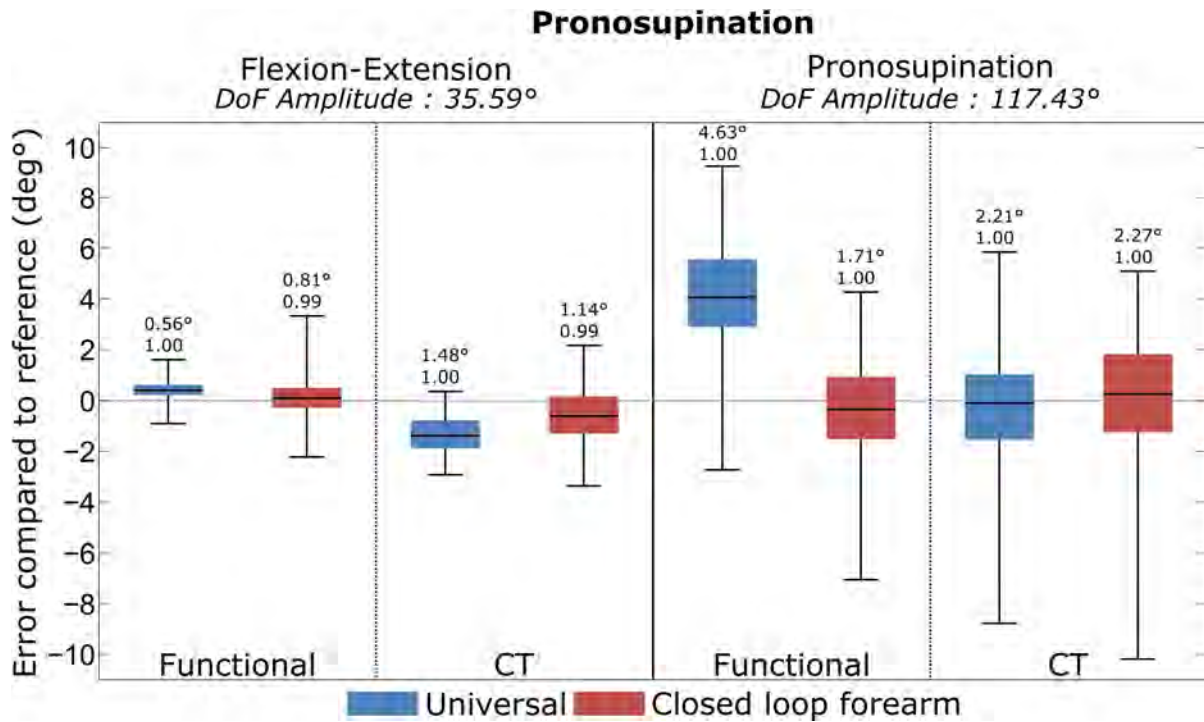 Pronosupination
Flexion-Extension
DoF Amplitude : 35.59°
Pronosupination
DoF Amplitude : 117.43°
Error compared to reference (deg°)
10
8
6
4
2
0
−2
−4
−6
−8
−10
0.56°
1.00
0.81°
0.99
1.48°
1.00
1.14°
0.99
4.63°
1.00
1.71°
1.00
2.21°
1.00
2.27°
1.00
Functional
CT
Functional
CT
Universal
Closed loop forearm